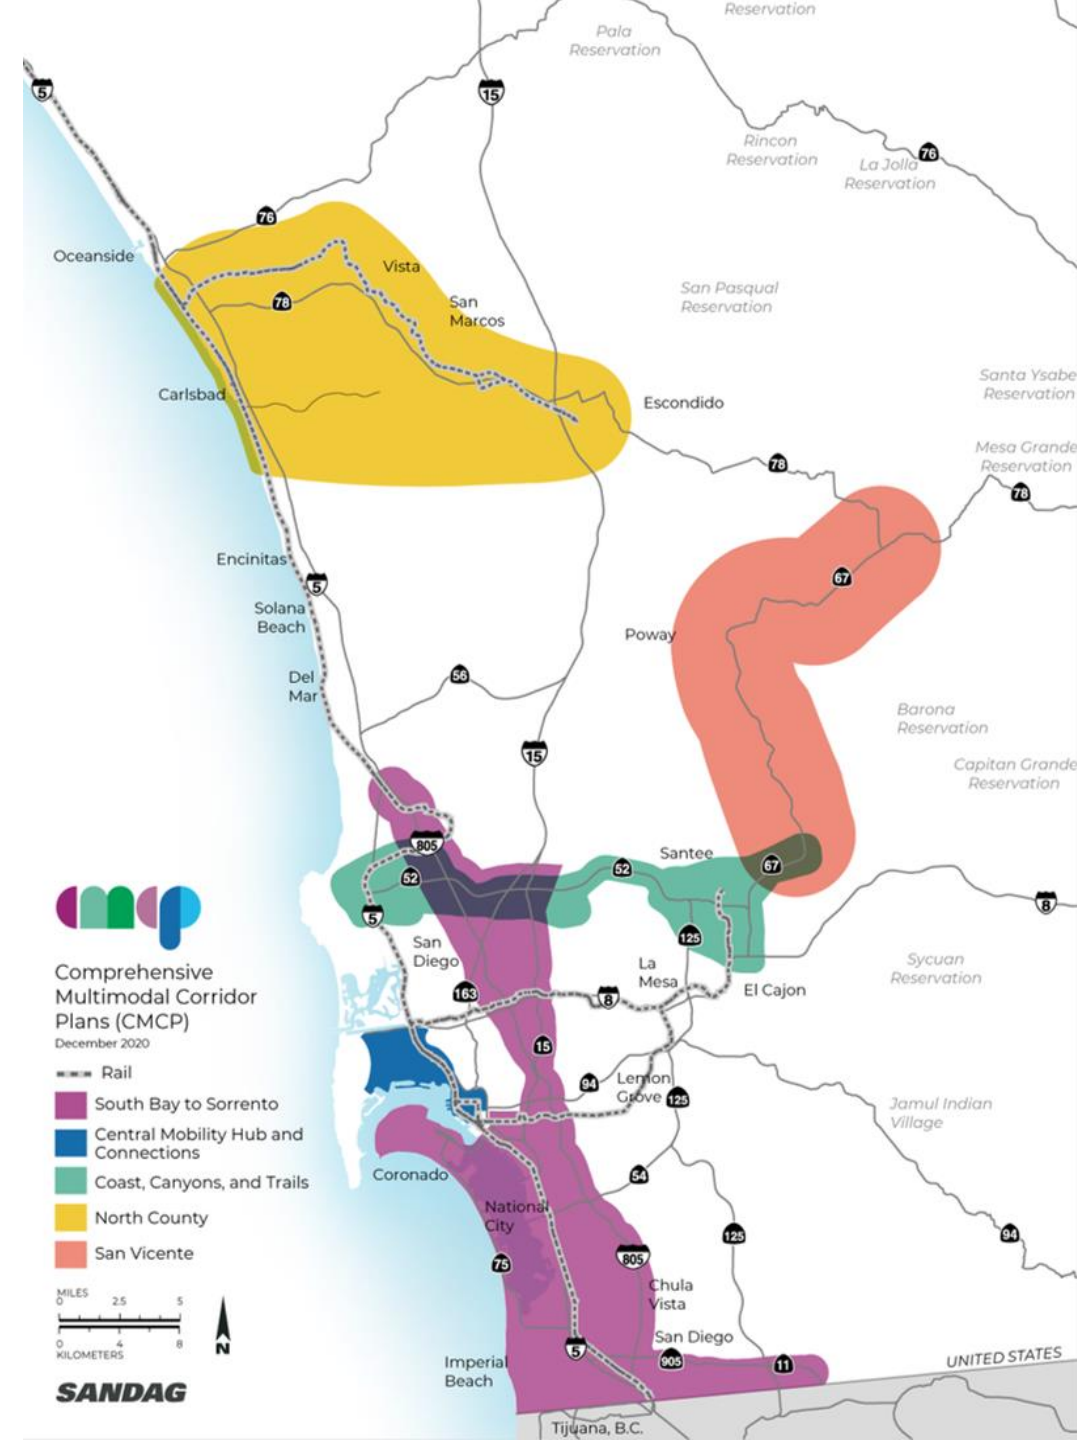 Reservation
Pala
Reservation
5
15
Rincon
Reservation
76
La Jolla
Reservation
76
Oceanside
Vista
78
San
Marcos
San Pasqual
Reservation
Santa Ysabe
Reservation
Carlsbad
Escondido
Mesa Grande
Reservation
78
78
Encinitas
5
67
Solana
Beach
Poway
Del
Mar
56
Barona
Reservation
15
Capitan Grande
Reservation
805
Santee
52
67
52
5
8
125
San
Diego
La
Mesa
Sycuan
Reservation
El Cajon
163
8
15
94
Lemon
Grove
125
Jamul Indian
Village
Coronado
54
National
City
125
94
75
805
Chula
Vista
San Diego
5
905
11
UNITED STATES
Imperial
Beach
Tijuana, B.C.
cmcp
Comprehensive
Multimodal Corridor
Plans (CMCP)
December 2020
Rail
South Bay to Sorrento
Central Mobility Hub and
Connections
Coast, Canyons, and Trails
North County
San Vicente
MILES
0 2.5 5
0 4 8
KILOMETERS
N
SANDAG